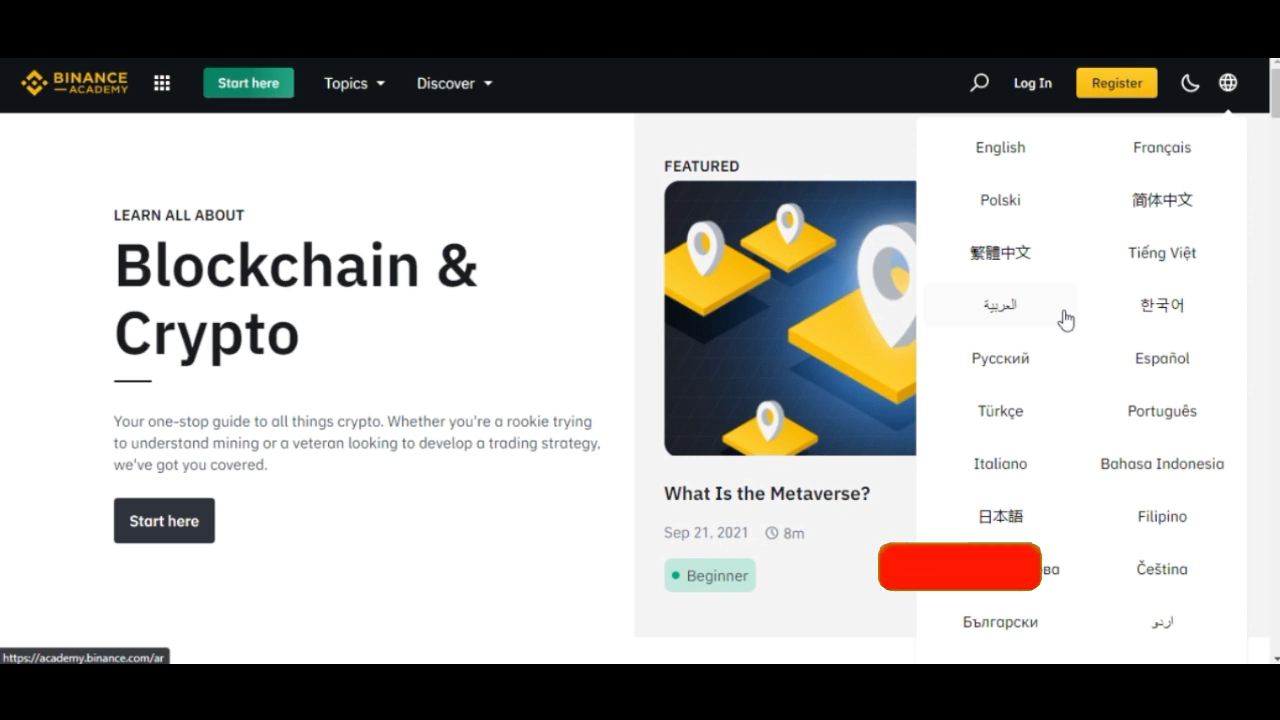 BINANCE
ACADEMY
Start here
Topics
Discover
Log In
Register
LEARN ALL ABOUT
Blockchain &
Crypto
Your one-stop guide to all things crypto. Whether you're a rookie trying
to understand mining or a veteran looking to develop a trading strategy,
we've got you covered.
Start here
FEATURED
What Is the Metaverse?
Sep 21, 2021 8m
Beginner
English Français
Polski 简体中文
繁體中文 Tiếng Việt
العربية 한국어
Русский Español
Türkçe Português
Italiano Bahasa Indonesia
日本語 Filipino
ва Čeština
Български اردو
https://academy.binance.com/ar